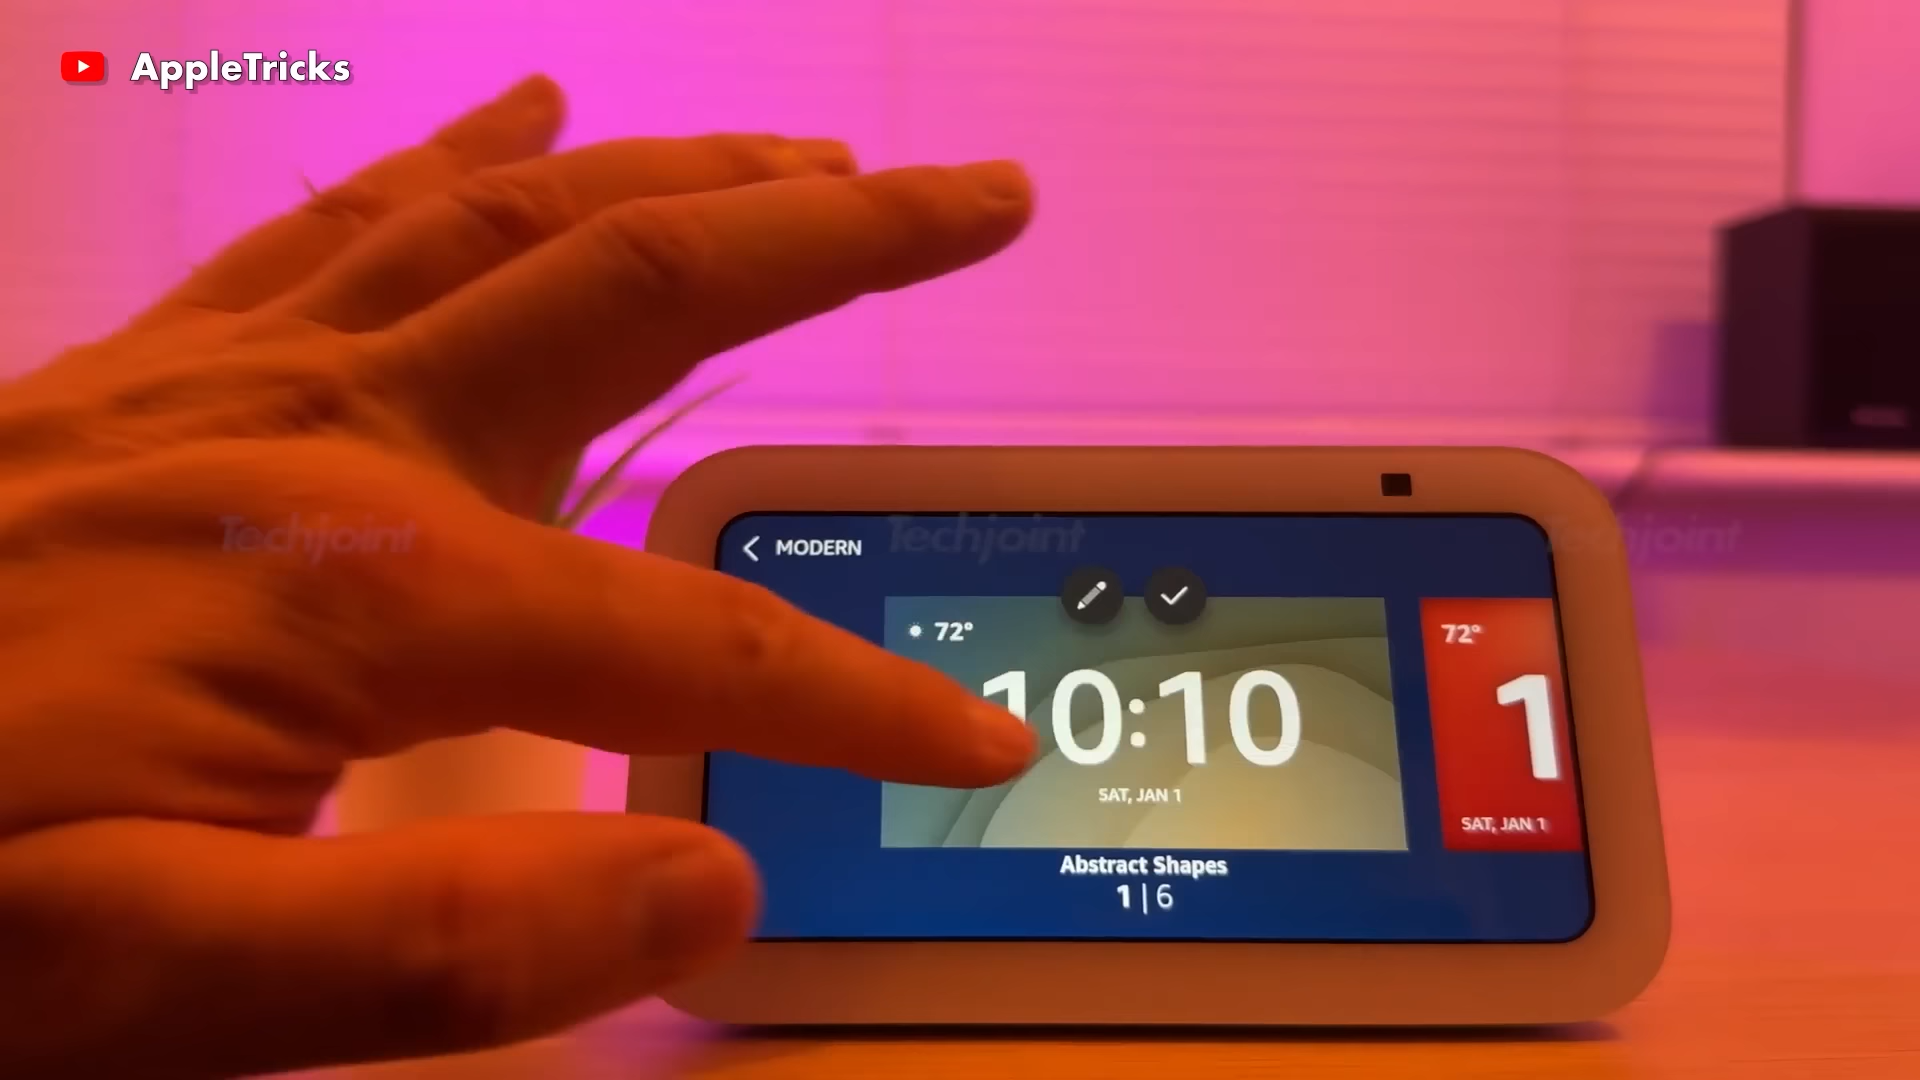 AppleTricks
Techjoint
Techjoint
Techjoint
MODERN
72°
10:10
SAT, JAN 1
Abstract Shapes
1 | 6
72°
1
SAT, JAN 1